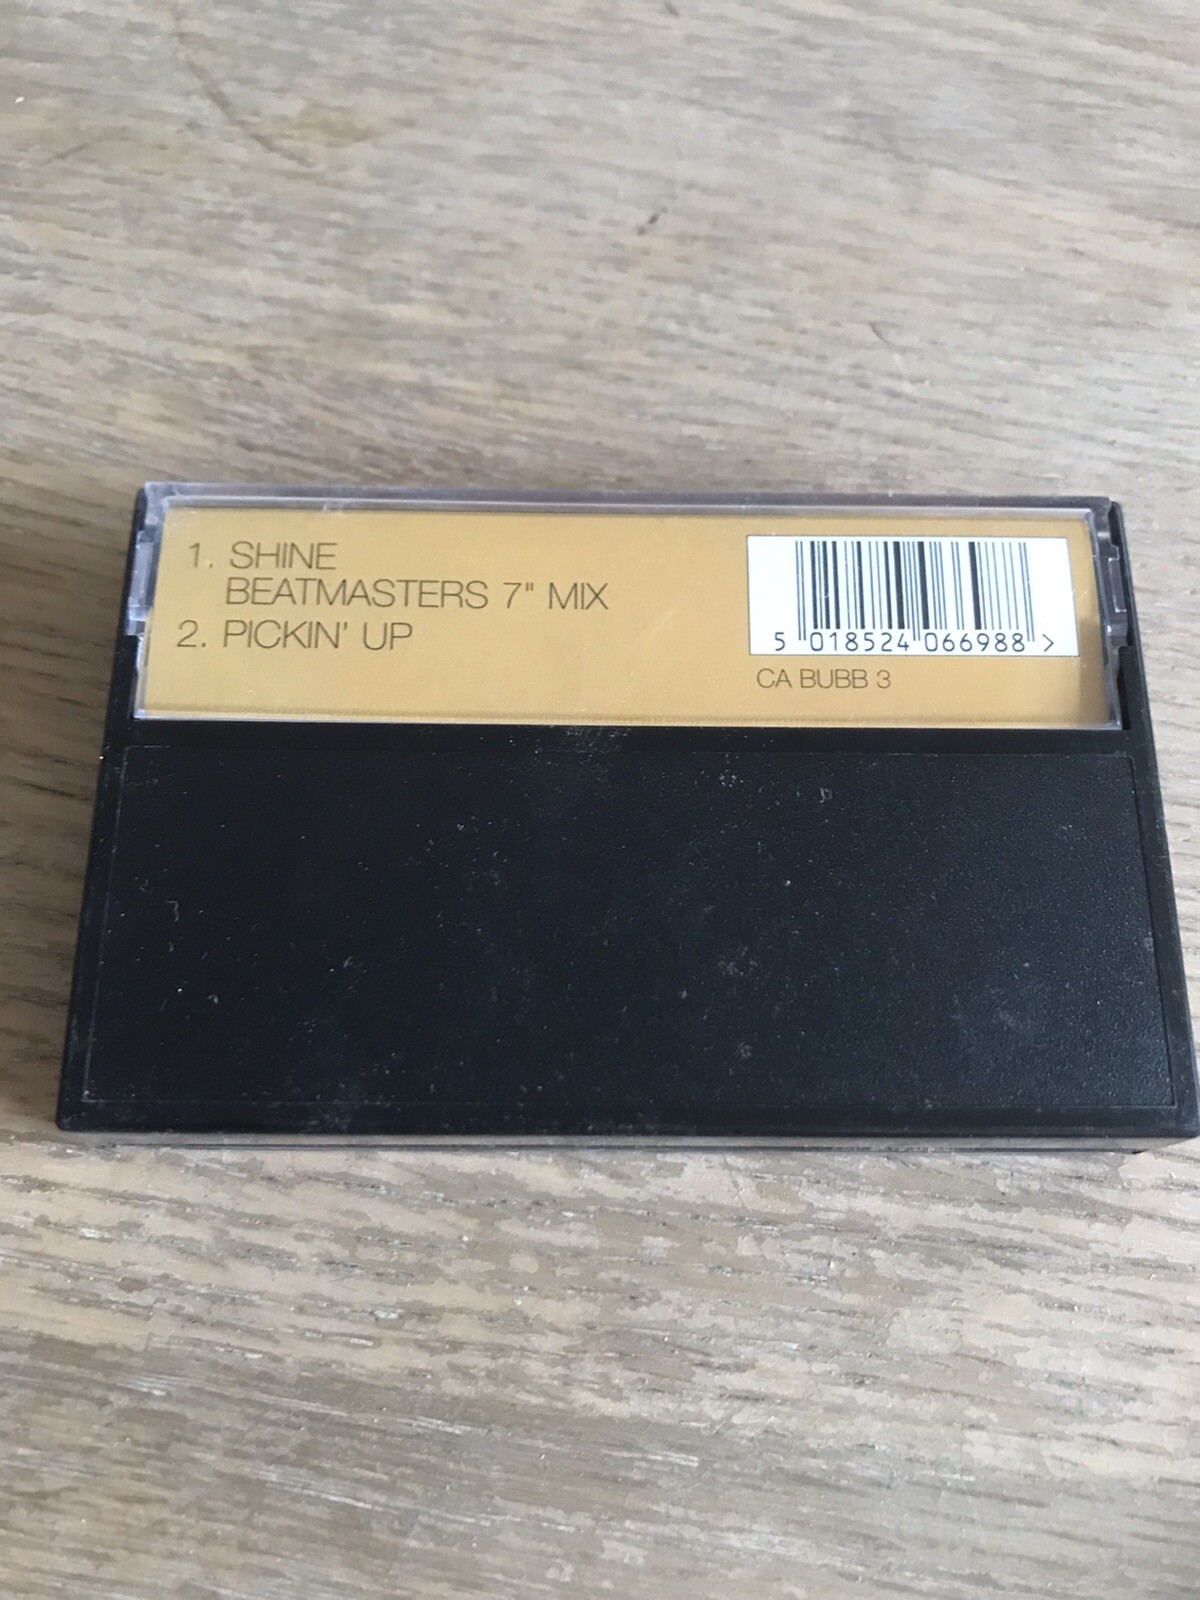 1. SHINE
BEATMASTERS 7" MIX
2. PICKIN' UP
5 018524 066988 >
CA BUBB 3